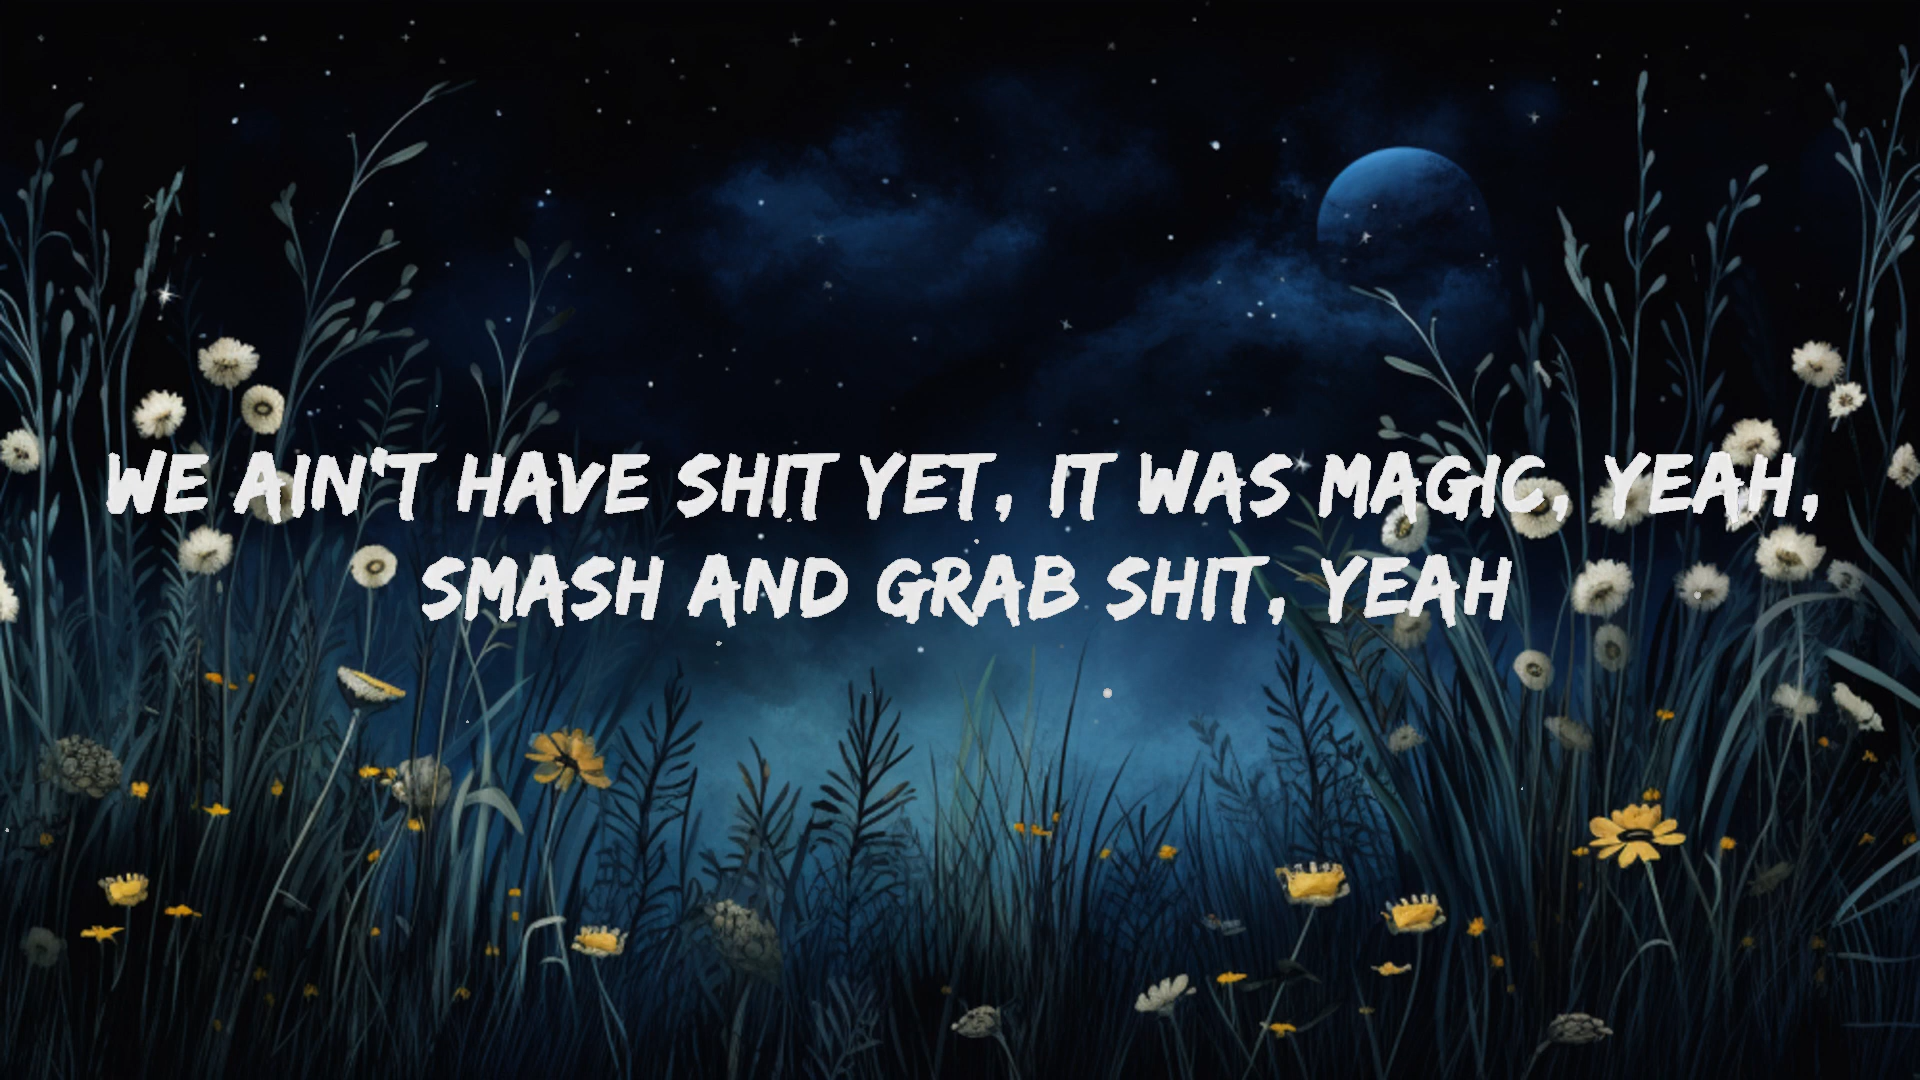 WE AIN'T HAVE SHIT YET, IT WAS MAGIC, YEAH,
SMASH AND GRAB SHIT, YEAH